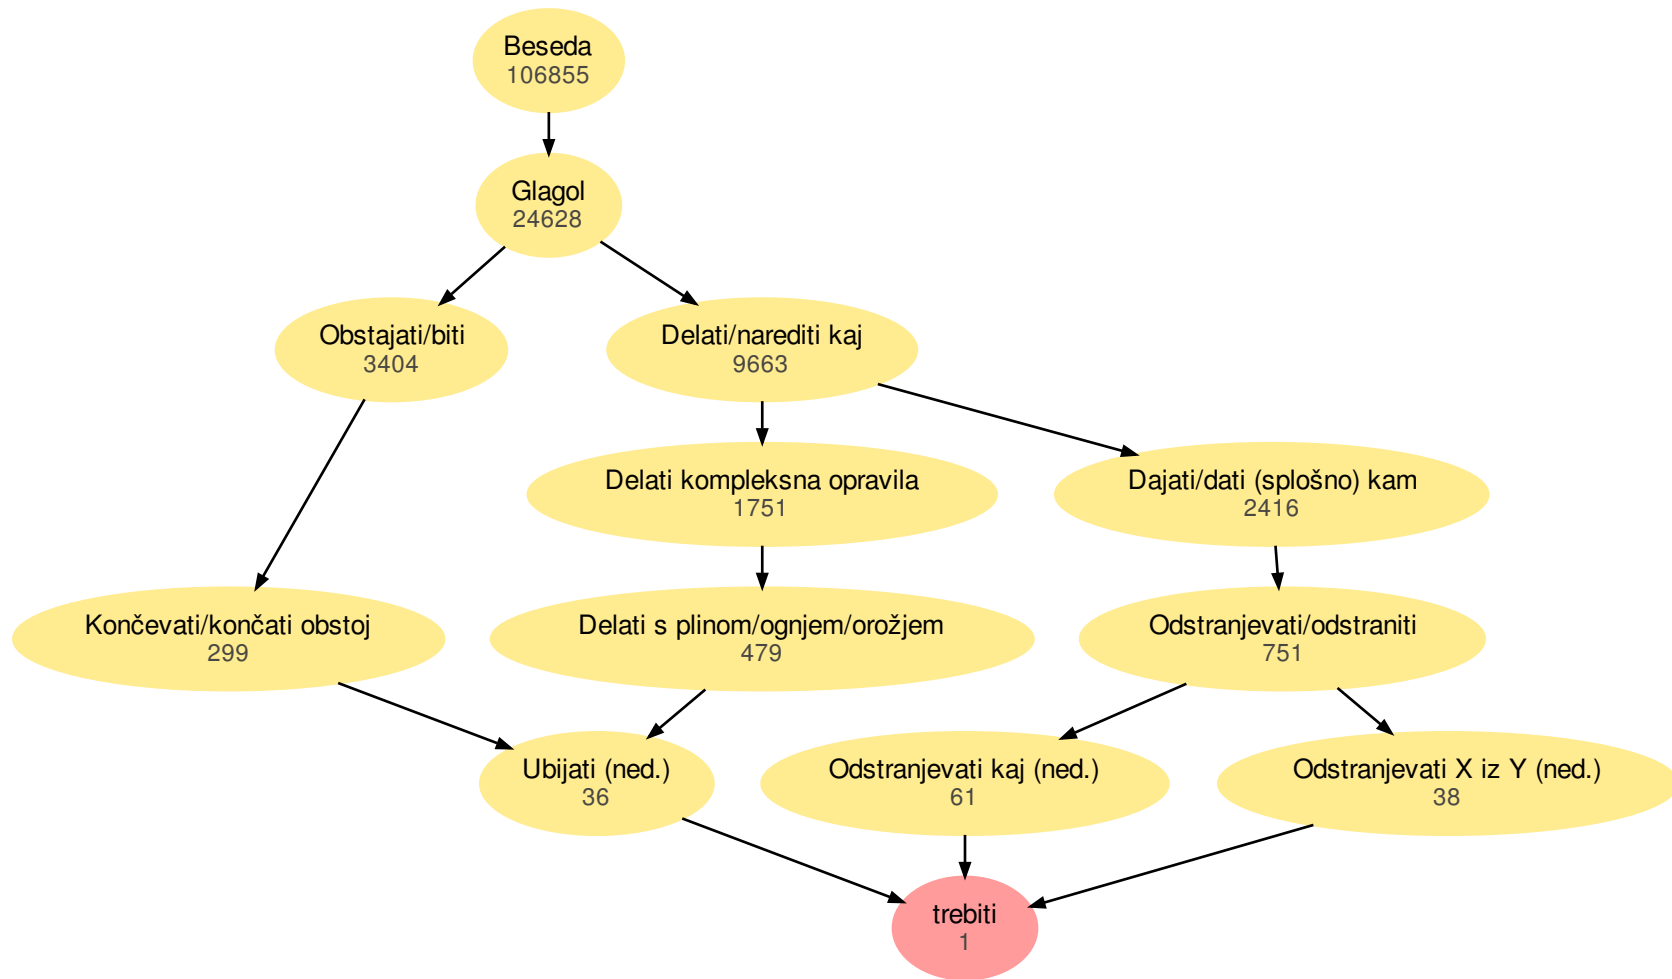 Beseda
106855
Glagol
24628
Obstajati/biti
3404
Delati/narediti kaj
9663
Delati kompleksna opravila
1751
Dajati/dati (splošno) kam
2416
Končevati/končati obstoj
299
Delati s plinom/ognjem/orožjem
479
Odstranjevati/odstraniti
751
Ubijati (ned.)
36
Odstranjevati kaj (ned.)
61
Odstranjevati X iz Y (ned.)
38
trebiti
1